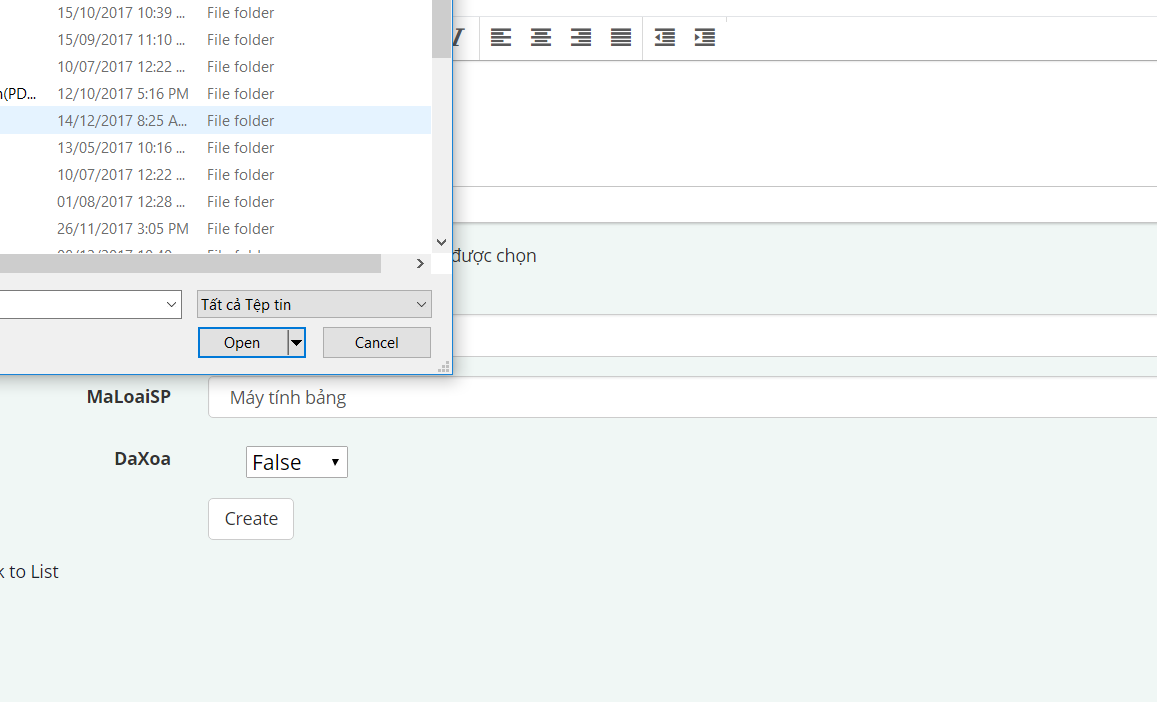 15/10/2017 10:39 ... File folder
15/09/2017 11:10 ... File folder
10/07/2017 12:22 ... File folder
(PD... 12/10/2017 5:16 PM File folder
14/12/2017 8:25 A... File folder
13/05/2017 10:16 ... File folder
10/07/2017 12:22 ... File folder
01/08/2017 12:28 ... File folder
26/11/2017 3:05 PM File folder
được chọn
Tất cả Tệp tin
Open Cancel
MaLoaiSP Máy tính bảng
DaXoa False
Create
to List